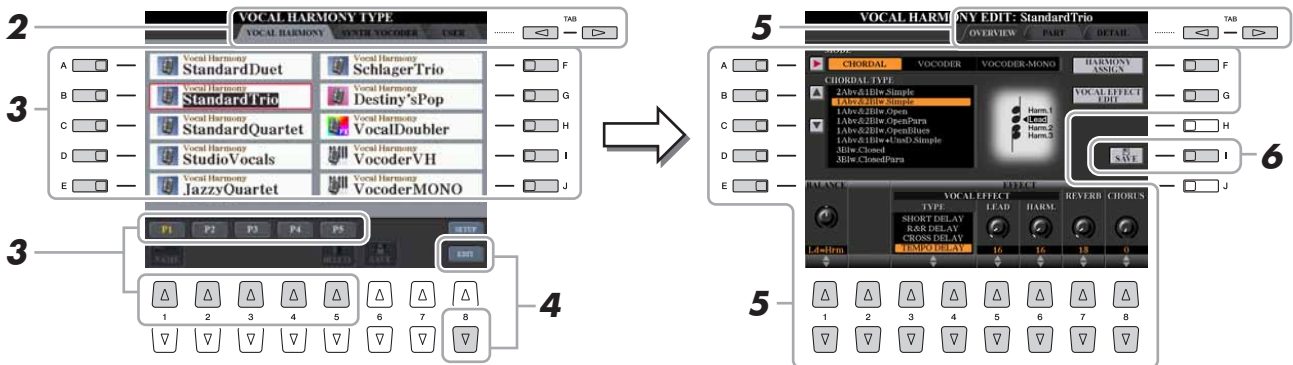 VOCAL HARMONY TYPE
VOCAL HARMONY SYNTH VOCODER USER
TAB
2
A
B
C
D
E
3
Vocal Harmony
StandardDuet
Vocal Harmony
StandardTrio
Vocal Harmony
StandardQuartet
Vocal Harmony
StudioVocals
Vocal Harmony
JazzyQuartet
Vocal Harmony
SchlagerTrio
Vocal Harmony
Destiny'sPop
Vocal Harmony
VocalDoubler
Vocal Harmony
VocoderVH
Vocal Harmony
VocoderMONO
F
G
H
I
J
P1 P2 P3 P4 P5
SETUP
NAME DELETE SAVE EDIT
3
4
1 2 3 4 5 6 7 8
VOCAL HARMONY EDIT: StandardTrio
OVERVIEW PART DETAIL
TAB
5
A
B
C
D
E
MODE
CHORDAL VOCODER VOCODER-MONO
HARMONY ASSIGN
CHORDAL TYPE
2Abv&1Blw.Simple
1Abv&2Blw.Simple
1Abv&2Blw.Open
1Abv&2Blw.OpenPara
1Abv&2Blw.OpenBlues
1Abv&1Blw+UnsD.Simple
3Blw.Closed
3Blw.ClosedPara
Harm.1
Lead
Harm.2
Harm.3
VOCAL EFFECT EDIT
SAVE
F
G
H
I
J
6
BALANCE
EFFECT
VOCAL EFFECT
TYPE LEAD HARM. REVERB CHORUS
SHORT DELAY
R&R DELAY
CROSS DELAY
TEMPO DELAY
Ld=Hrm 16 16 18 0
5
1 2 3 4 5 6 7 8